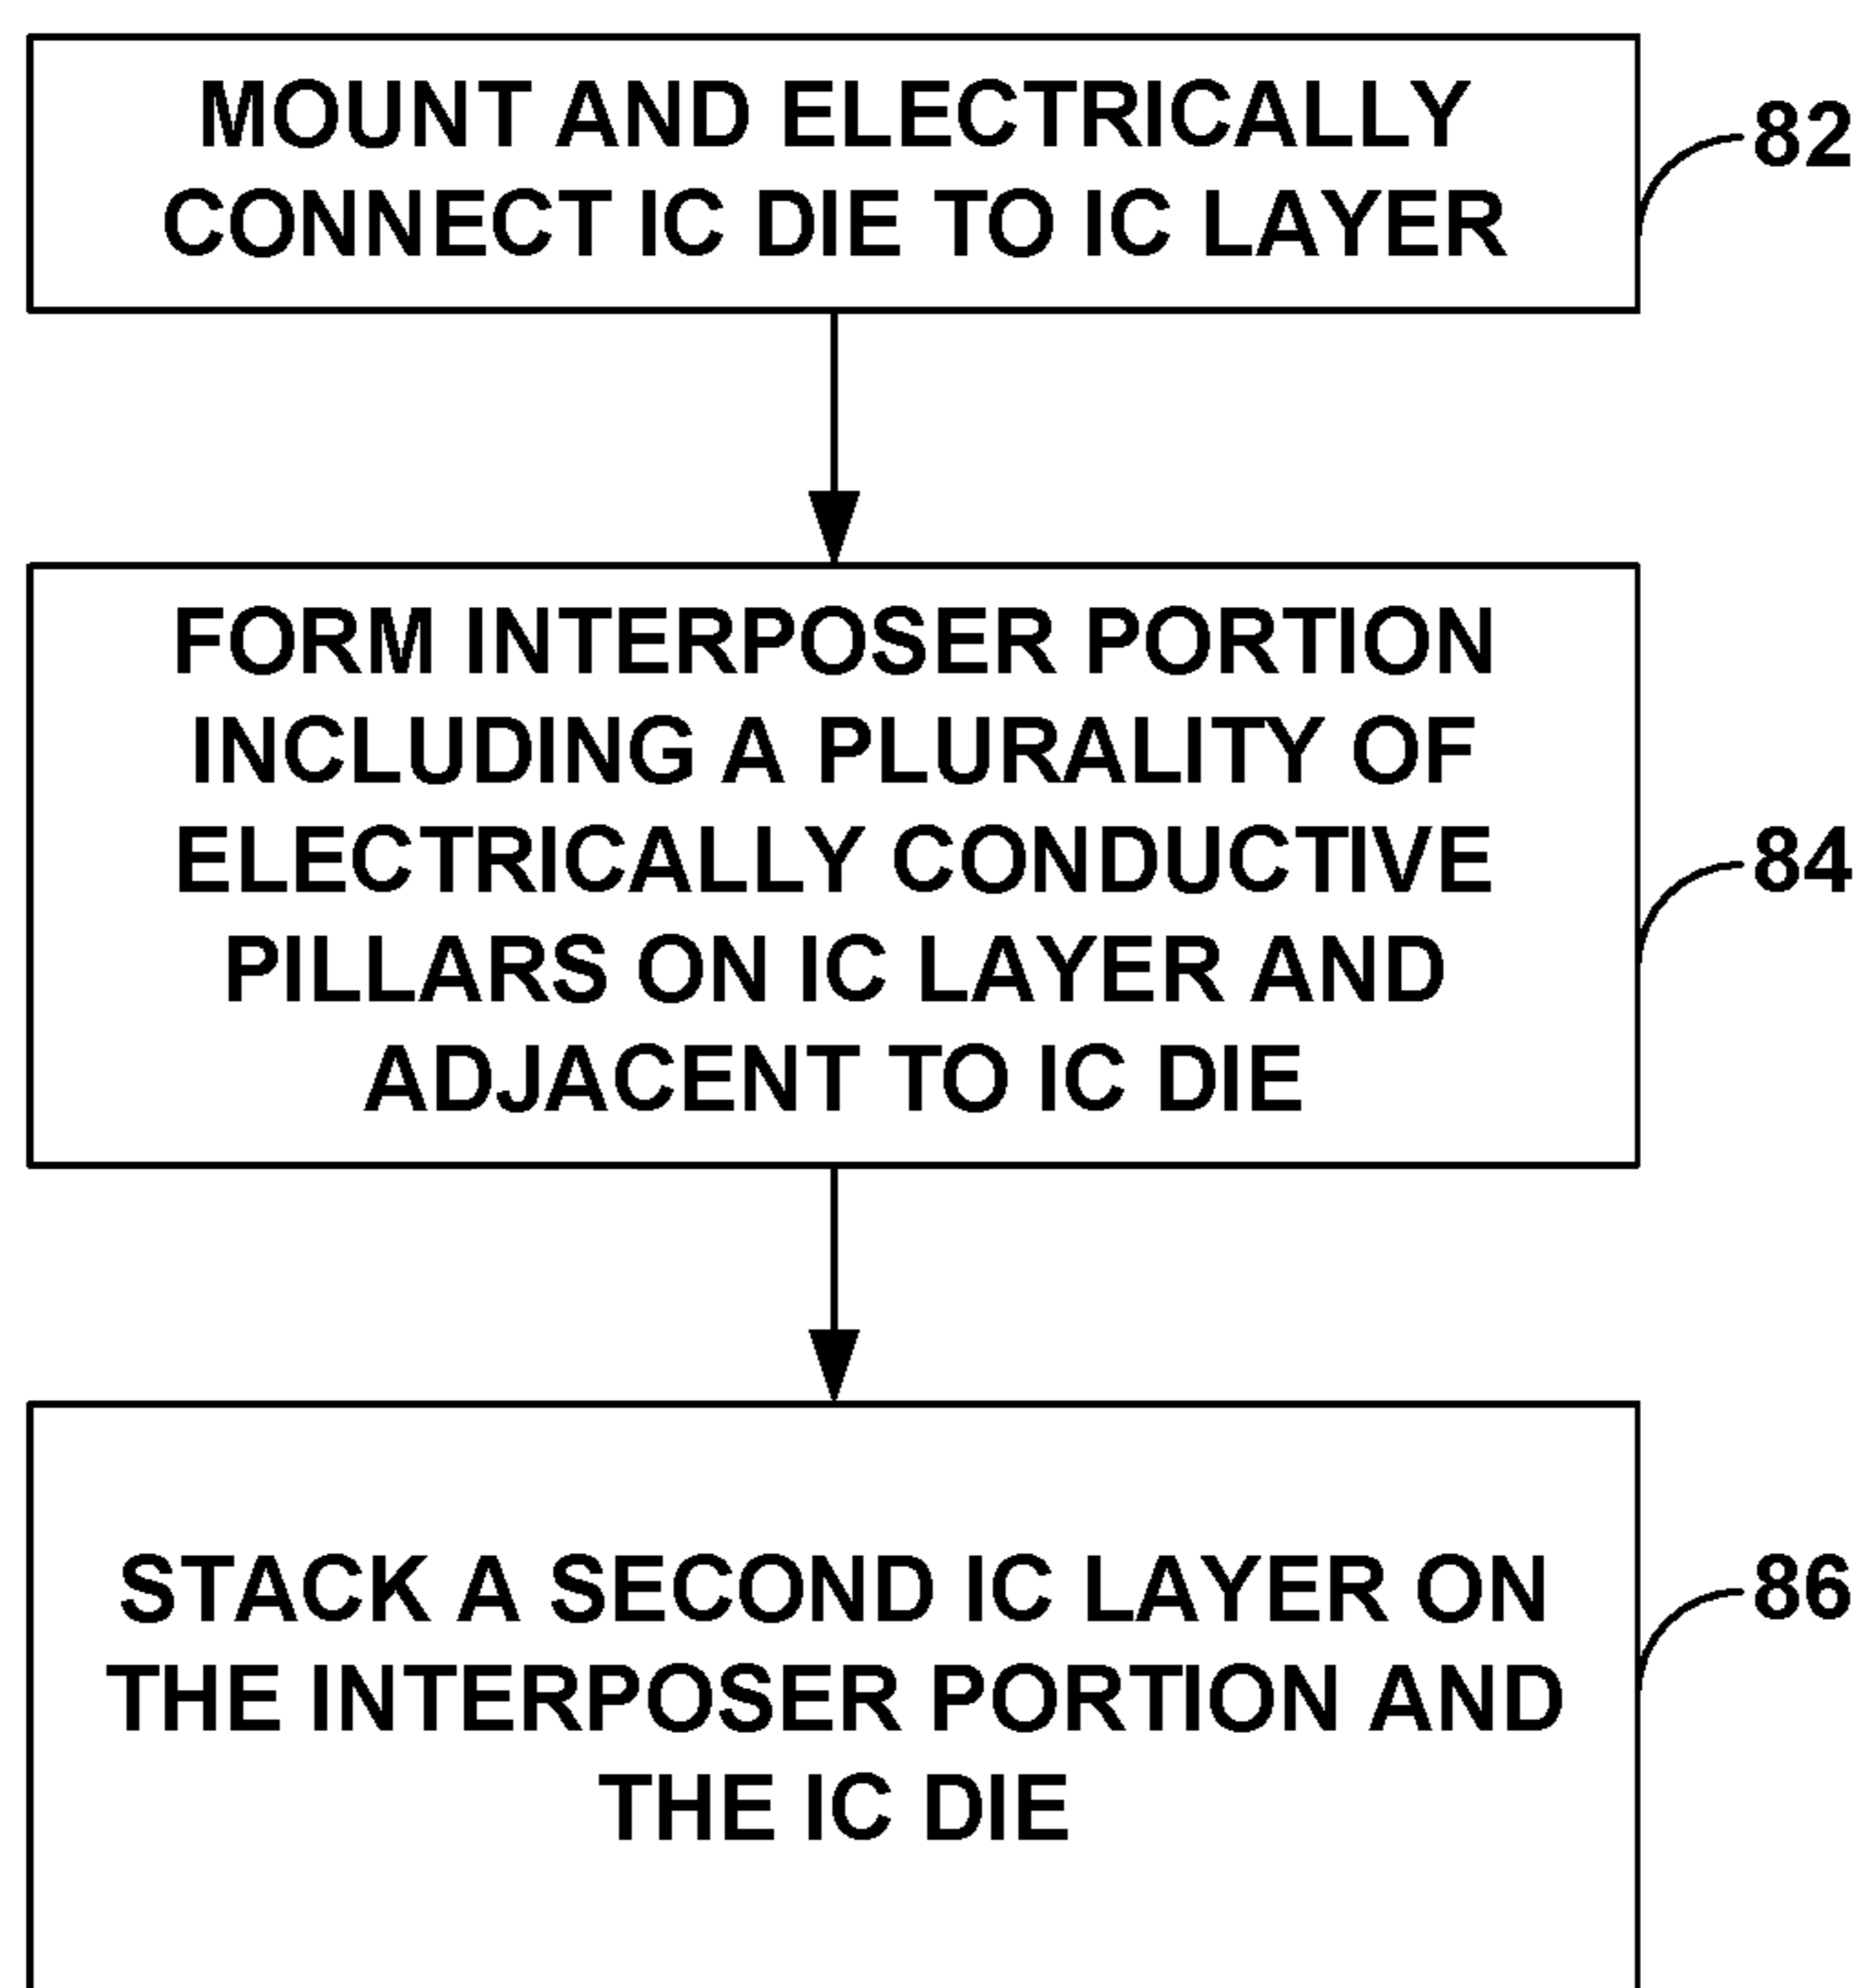 MOUNT AND ELECTRICALLY
CONNECT IC DIE TO IC LAYER
82
FORM INTERPOSER PORTION
INCLUDING A PLURALITY OF
ELECTRICALLY CONDUCTIVE
PILLARS ON IC LAYER AND
ADJACENT TO IC DIE
84
STACK A SECOND IC LAYER ON
THE INTERPOSER PORTION AND
THE IC DIE
86